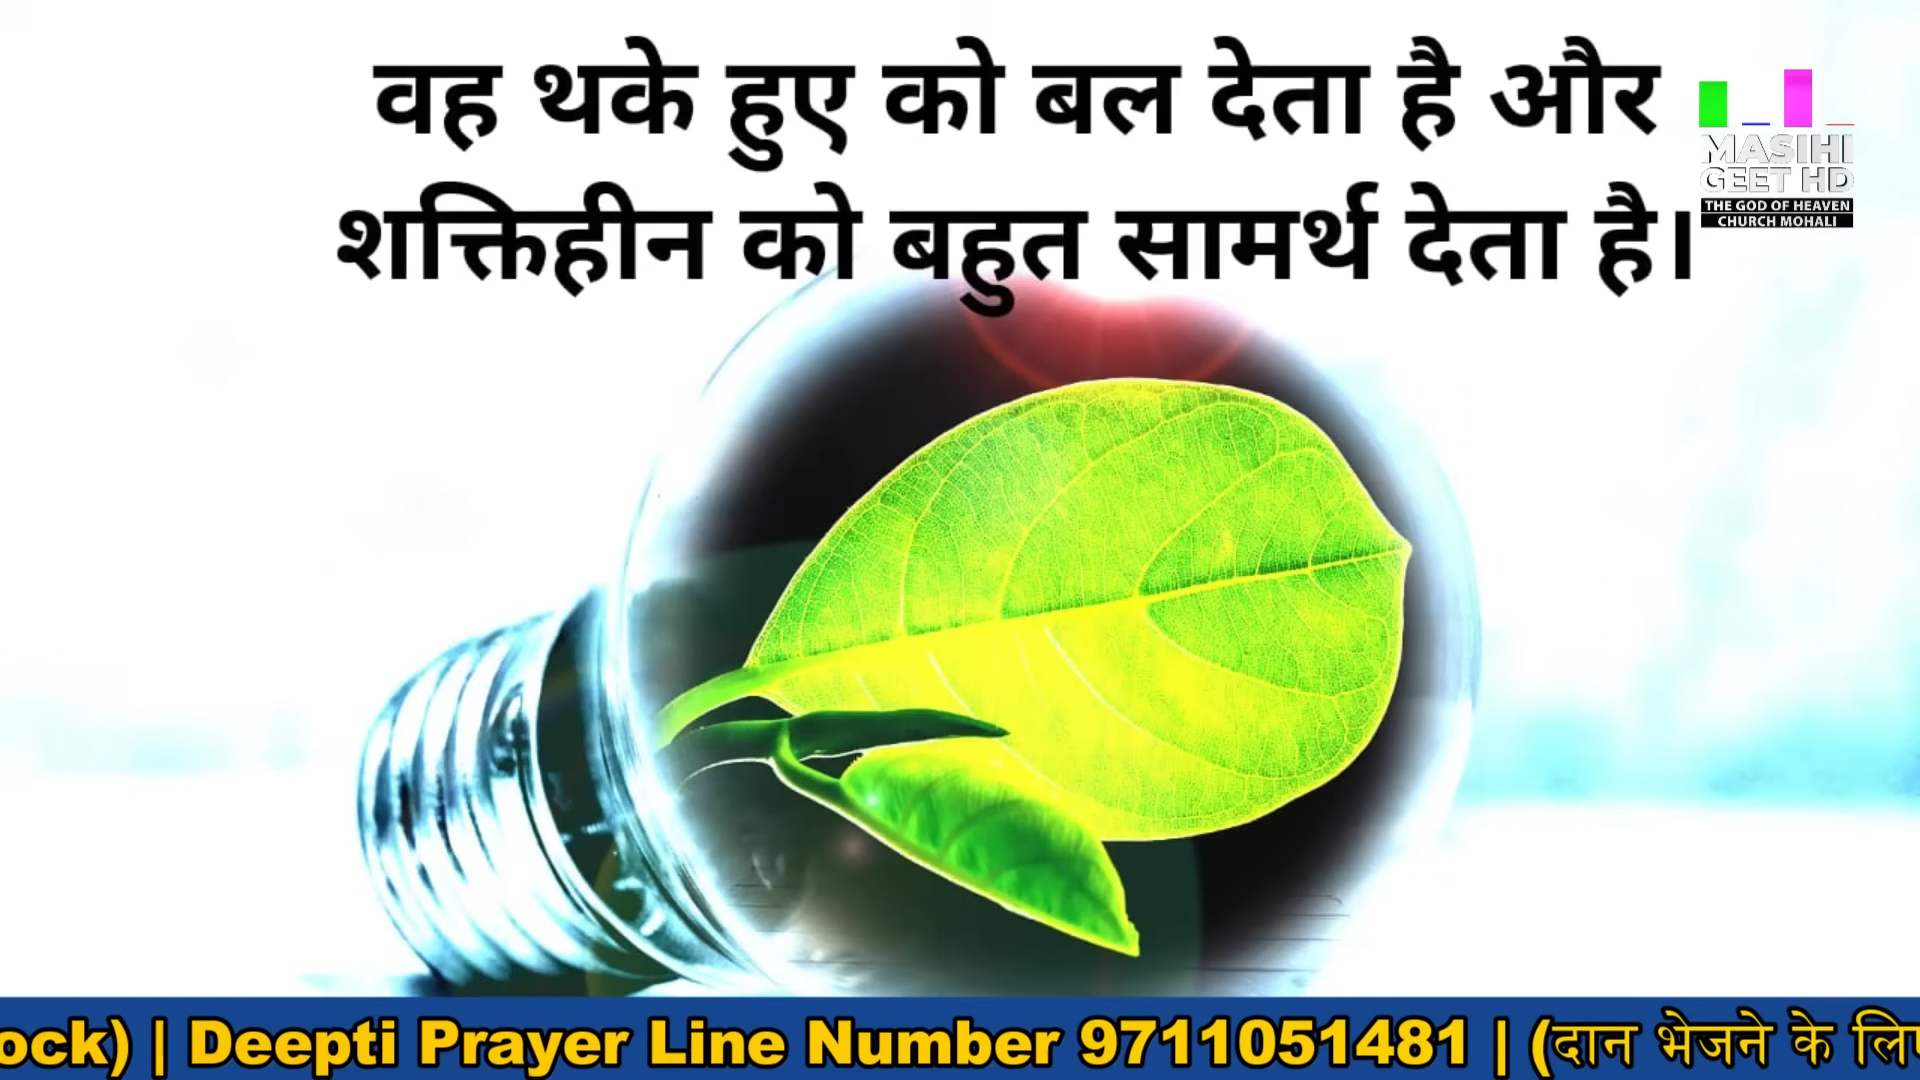 वह थके हुए को बल देता है और
शक्तिहीन को बहुत सामर्थ देता है।
MASIHI
GEET HD
THE GOD OF HEAVEN
CHURCH MOHALI
ock) | Deepti Prayer Line Number 9711051481 | (दान भेजने के